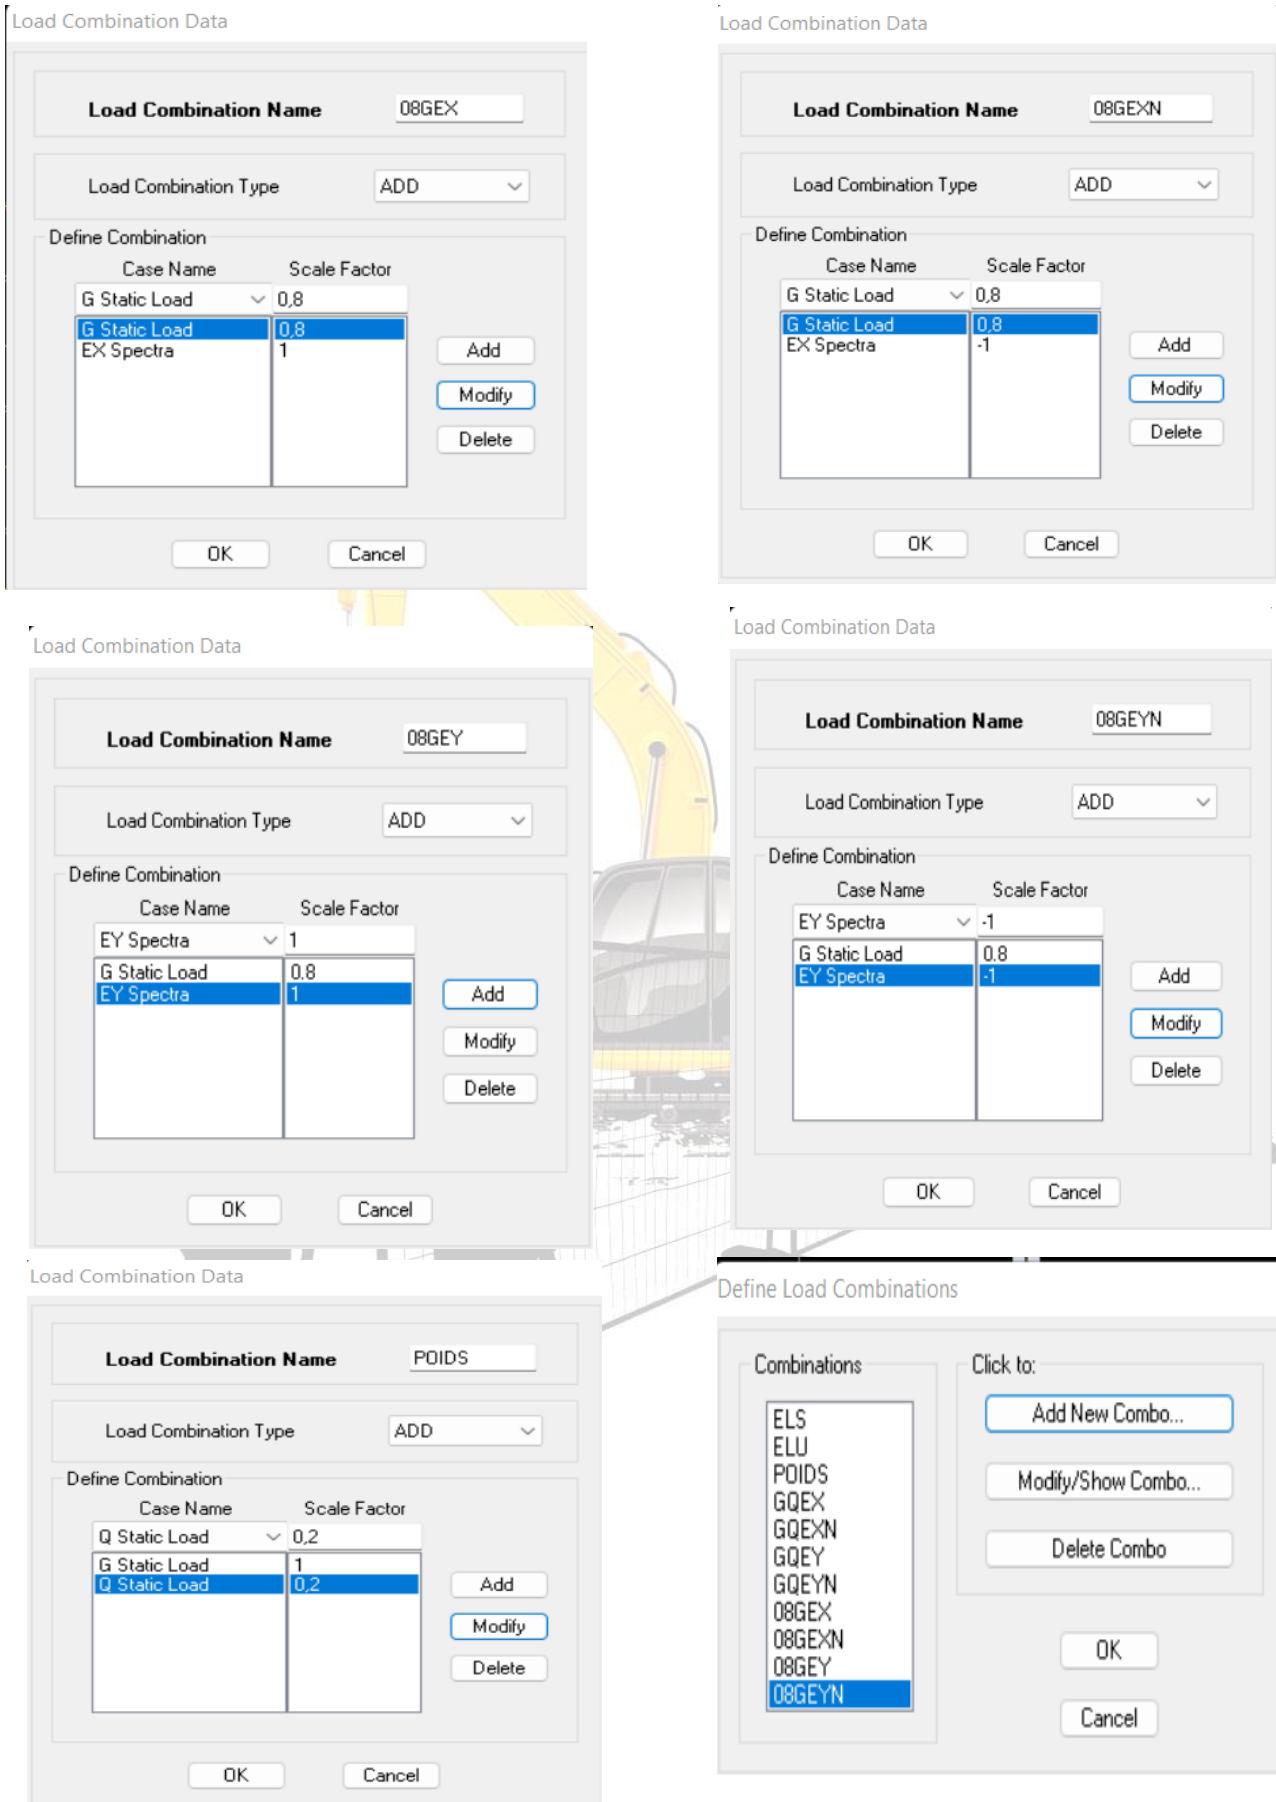 Load Combination Data
Load Combination Name 08GEX
Load Combination Type ADD
Define Combination
Case Name Scale Factor
G Static Load 0,8
G Static Load 0,8
EX Spectra 1
Add
Modify
Delete
OK Cancel
Load Combination Data
Load Combination Name 08GEXN
Load Combination Type ADD
Define Combination
Case Name Scale Factor
G Static Load 0,8
G Static Load 0,8
EX Spectra -1
Add
Modify
Delete
OK Cancel
Load Combination Data
Load Combination Name 08GEY
Load Combination Type ADD
Define Combination
Case Name Scale Factor
EY Spectra 1
G Static Load 0.8
EY Spectra 1
Add
Modify
Delete
OK Cancel
Load Combination Data
Load Combination Name 08GEYN
Load Combination Type ADD
Define Combination
Case Name Scale Factor
EY Spectra -1
G Static Load 0.8
EY Spectra -1
Add
Modify
Delete
OK Cancel
Load Combination Data
Load Combination Name POIDS
Load Combination Type ADD
Define Combination
Case Name Scale Factor
Q Static Load 0,2
G Static Load 1
Q Static Load 0,2
Add
Modify
Delete
OK Cancel
Define Load Combinations
Combinations
ELS
ELU
POIDS
GQEX
GQEXN
GQEY
GQEYN
08GEX
08GEXN
08GEY
08GEYN
Click to:
Add New Combo...
Modify/Show Combo...
Delete Combo
OK
Cancel